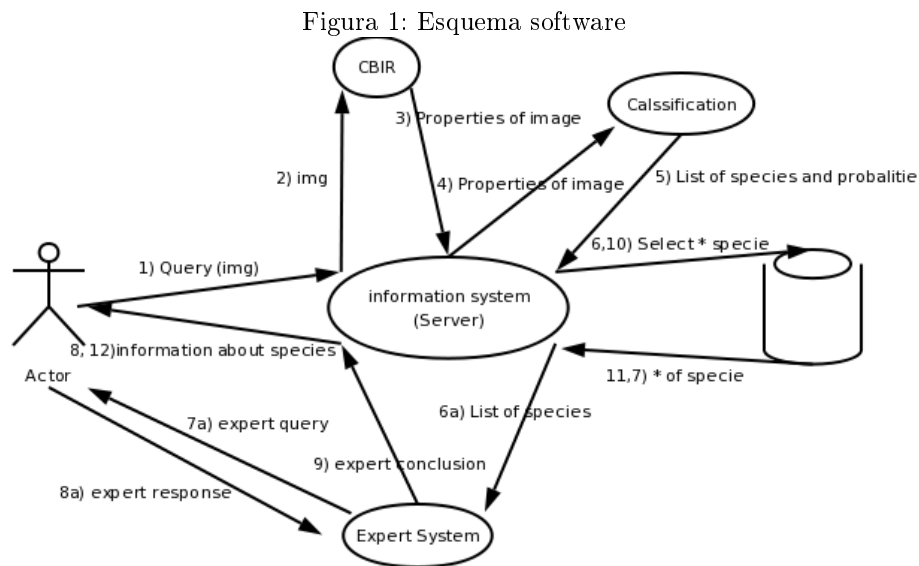 Figura 1: Esquema software
CBIR
Calssification
3) Properties of image
2) img
4) Properties of image
5) List of species and probalitie
6,10) Select * specie
1) Query (img)
information system
(Server)
8, 12)information about species
11,7) * of specie
Actor
6a) List of species
7a) expert query
9) expert conclusion
8a) expert response
Expert System